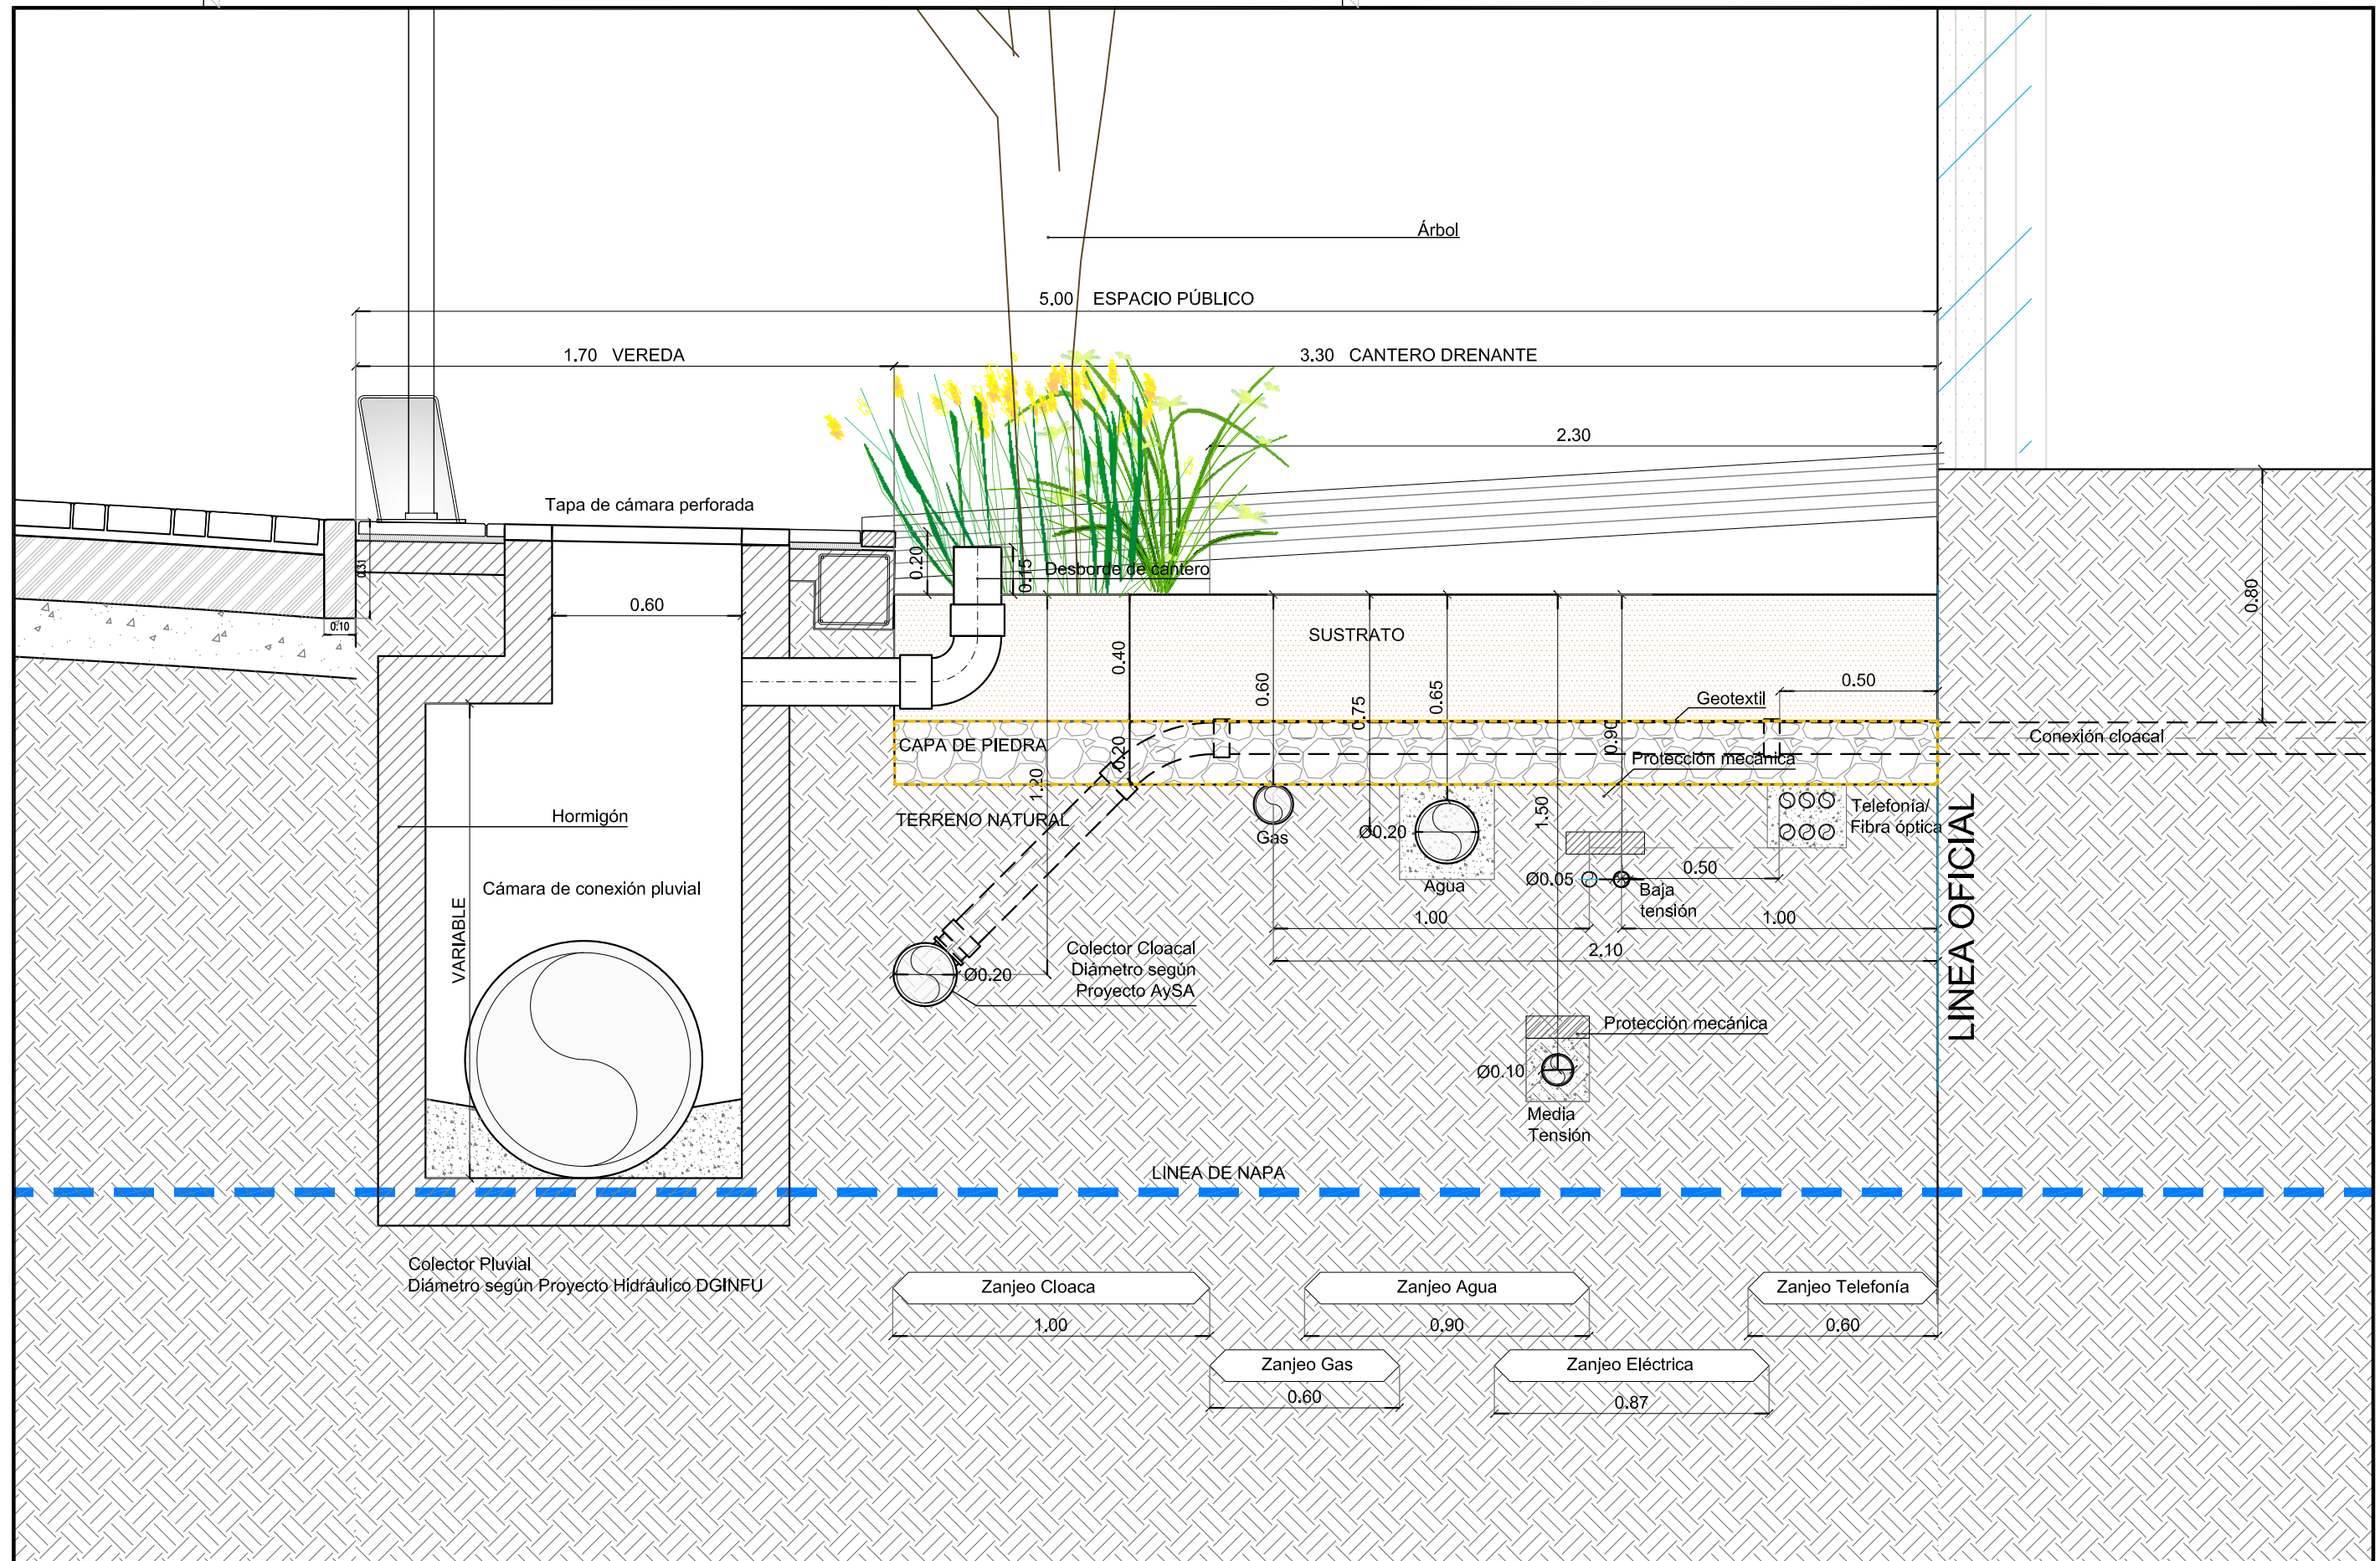 Árbol
5.00 ESPACIO PÚBLICO
1.70 VEREDA
3.30 CANTERO DRENANTE
2.30
Tapa de cámara perforada
0.20
0.15
Desborde de cantero
0.31
0.10
0.60
0.80
SUSTRATO
0.40
0.60
0.75
0.65
0.90
0.50
Geotextil
CAPA DE PIEDRA
0.20
1.20
Conexión cloacal
Protección mecánica
1.50
Hormigón
TERRENO NATURAL
Gas
Ø0.20
Agua
Telefonía/
Fibra óptica
Ø0.05
0.50
Baja
tensión
Cámara de conexión pluvial
VARIABLE
1.00
1.00
2.10
Colector Cloacal
Diámetro según
Proyecto AySA
Ø0.20
LINEA OFICIAL
Protección mecánica
Ø0.10
Media
Tensión
LINEA DE NAPA
Colector Pluvial
Diámetro según Proyecto Hidráulico DGINFU
Zanjeo Cloaca
1.00
Zanjeo Agua
0.90
Zanjeo Telefonía
0.60
Zanjeo Gas
0.60
Zanjeo Eléctrica
0.87